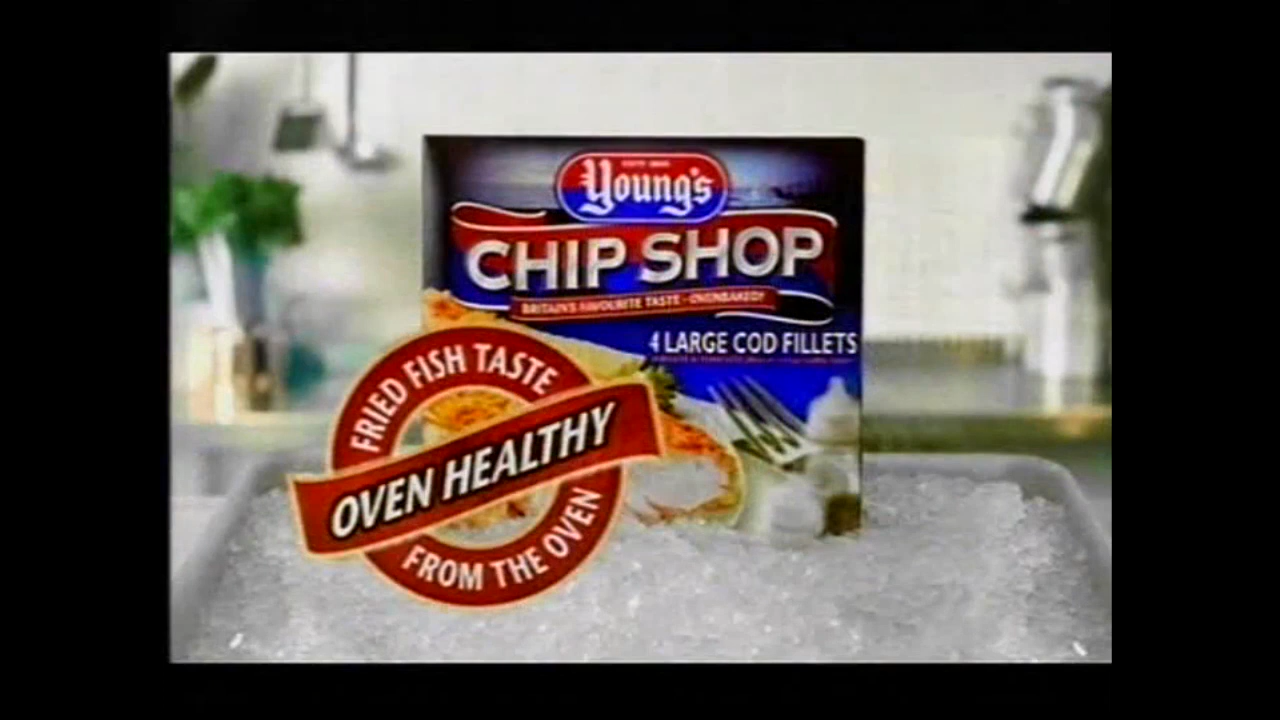 Young's
CHIP SHOP
BRITAIN'S FAVOURITE TASTE - OVENBAKED!
4 LARGE COD FILLETS
FRIED FISH TASTE
OVEN HEALTHY
FROM THE OVEN